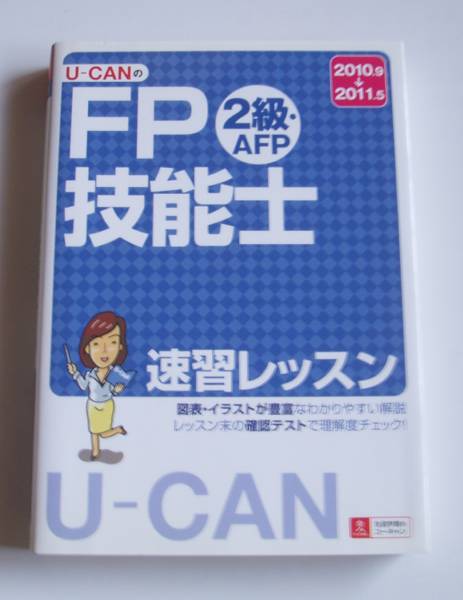 U-CANの
FP
2級・
AFP
技能士
2010.9
2011.5
速習レッスン
図表・イラストが豊富なわかりやすい解説!
レッスン末の確認テストで理解度チェック!!
U-CAN